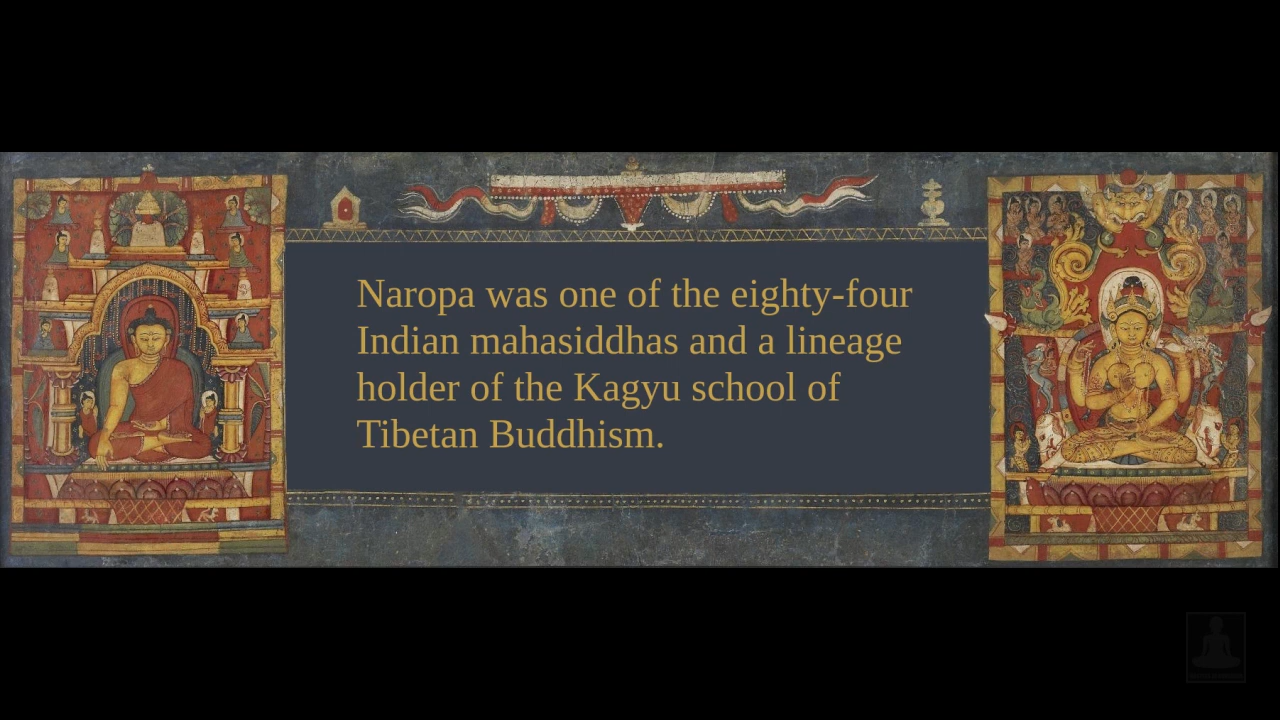 Naropa was one of the eighty-four
Indian mahasiddhas and a lineage
holder of the Kagyu school of
Tibetan Buddhism.